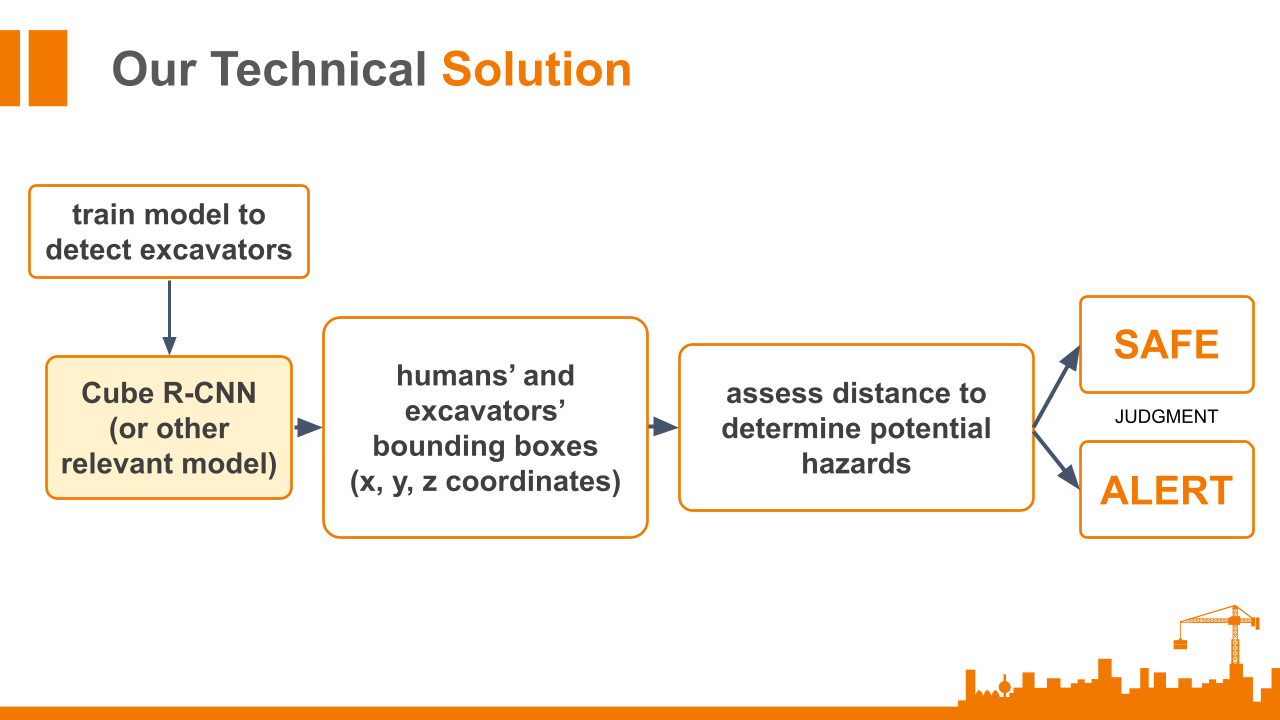 Our Technical Solution
train model to
detect excavators
Cube R-CNN
(or other
relevant model)
humans’ and
excavators’
bounding boxes
(x, y, z coordinates)
assess distance to
determine potential
hazards
SAFE
JUDGMENT
ALERT